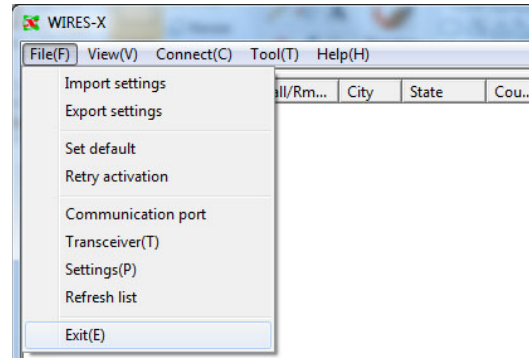 WIRES-X
File(F) View(V) Connect(C) Tool(T) Help(H)
all/Rm... City State Cou..
Import settings
Export settings
Set default
Retry activation
Communication port
Transceiver(T)
Settings(P)
Refresh list
Exit(E)